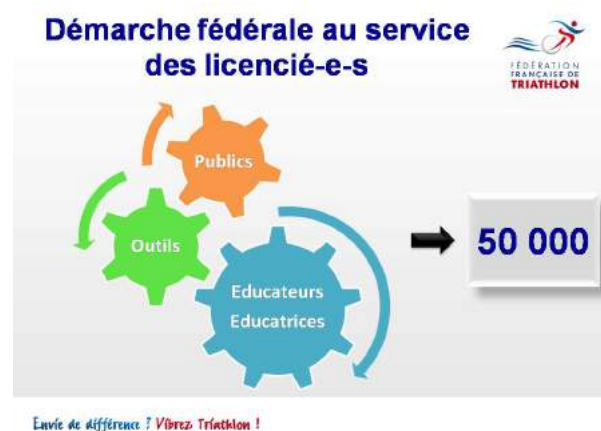 Démarche fédérale au service
des licencié-e-s
FÉDÉRATION
FRANÇAISE DE
TRIATHLON
Publics
Outils
Educateurs
Educatrices
50 000
Envie de différence ? Vibrez Triathlon !